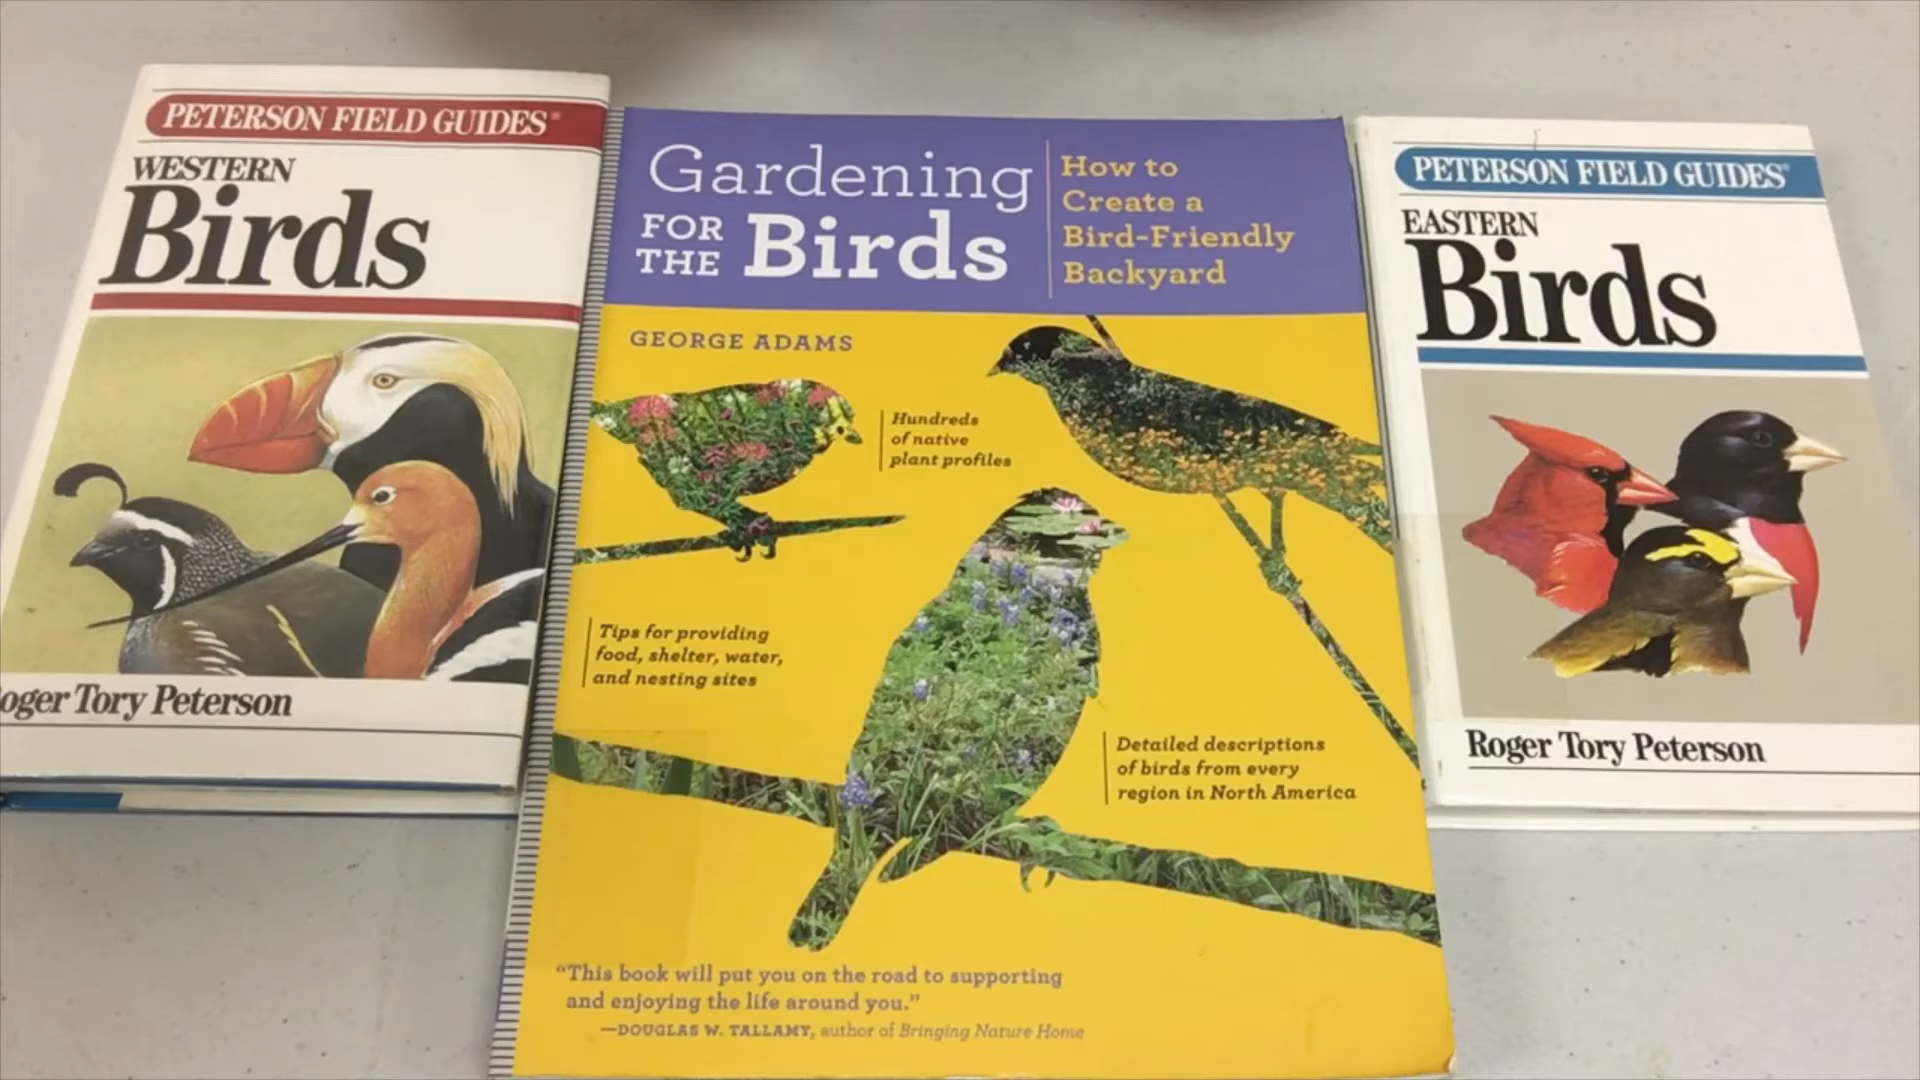 PETERSON FIELD GUIDES®
WESTERN
Birds
oger Tory Peterson
Gardening
FOR
THE Birds
How to
Create a
Bird-Friendly
Backyard
GEORGE ADAMS
Hundreds
of native
plant profiles
Tips for providing
food, shelter, water,
and nesting sites
Detailed descriptions
of birds from every
region in North America
“This book will put you on the road to supporting
and enjoying the life around you.”
—DOUGLAS W. TALLAMY, author of Bringing Nature Home
PETERSON FIELD GUIDES®
EASTERN
Birds
Roger Tory Peterson